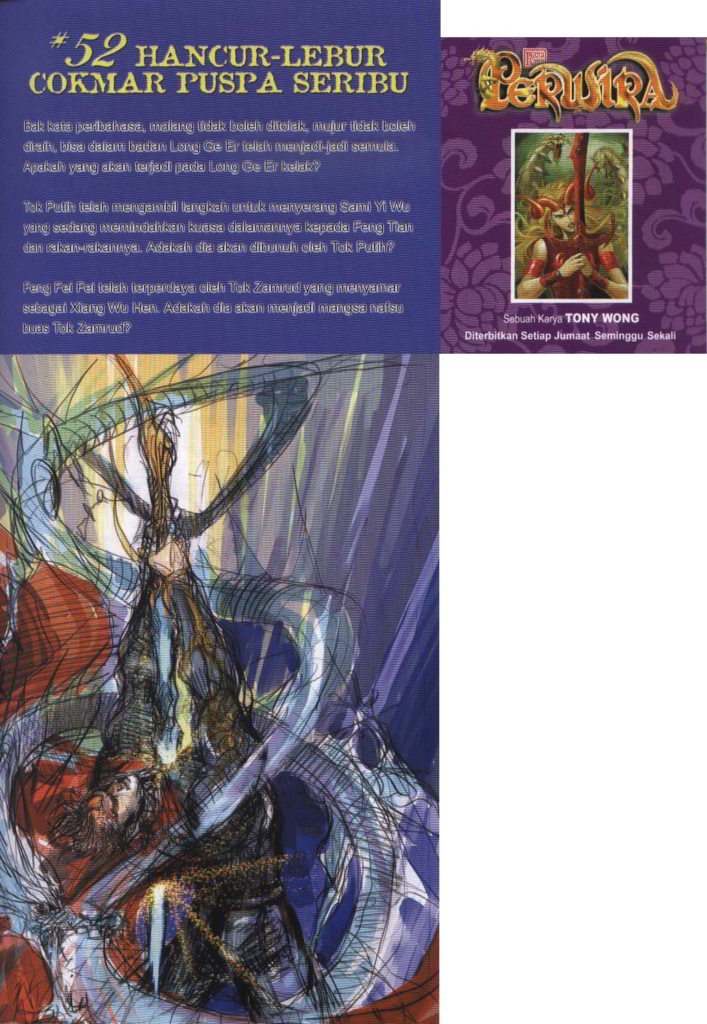 #52 HANCUR-LEBUR
COKMAR PUSPA SERIBU
Bak kata peribahasa, malang tidak boleh ditolak, mujur tidak boleh
diraih, bisa dalam badan Long Ge Er telah menjadi-jadi semula.
Apakah yang akan terjadi pada Long Ge Er kelak?
Tok Putih telah mengambil langkah untuk menyerang Sami Yi Wu
yang sedang memindahkan kuasa dalamannya kepada Feng Tian
dan rakan-rakannya. Adakah dia akan dibunuh oleh Tok Putih?
Feng Fei Fei telah terperdaya oleh Tok Zamrud yang menyamar
sebagai Xiang Wu Hen. Adakah dia akan menjadi mangsa nafsu
buas Tok Zamrud?
PERWIRA
Sebuah Karya TONY WONG
Diterbitkan Setiap Jumaat Seminggu Sekali